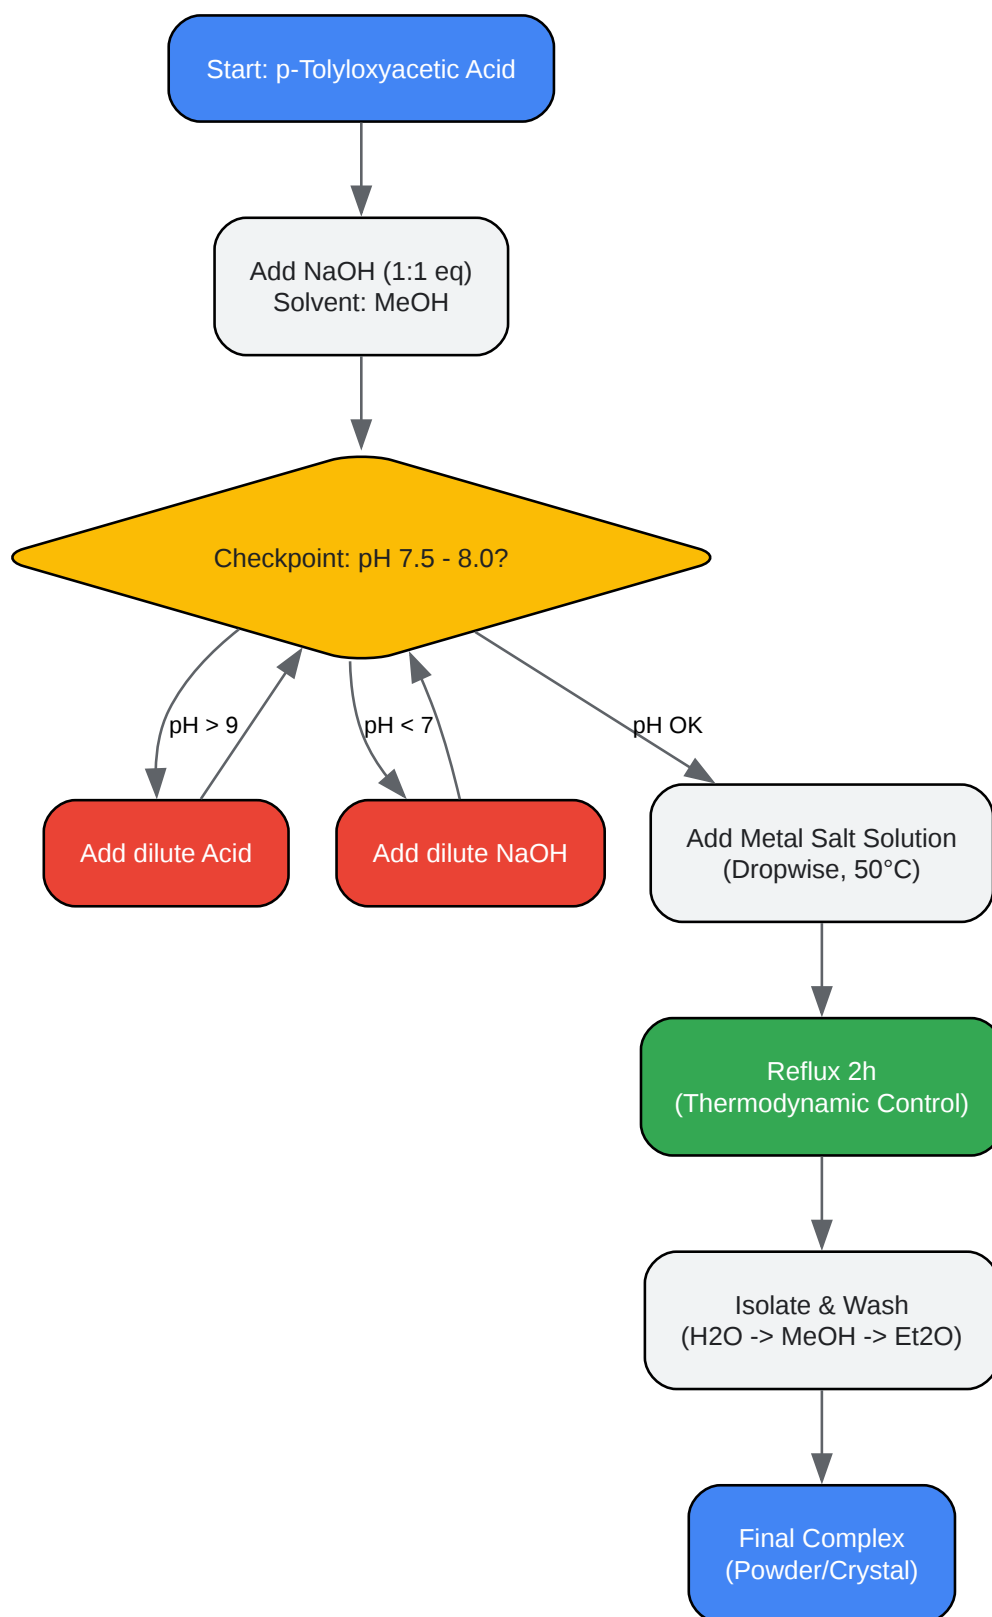 Start: p-Tolyloxyacetic Acid
Add NaOH (1:1 eq)
Solvent: MeOH
Checkpoint: pH 7.5 - 8.0?
pH > 9
pH < 7
pH OK
Add dilute Acid
Add dilute NaOH
Add Metal Salt Solution
(Dropwise, 50°C)
Reflux 2h
(Thermodynamic Control)
Isolate & Wash
(H2O -> MeOH -> Et2O)
Final Complex
(Powder/Crystal)